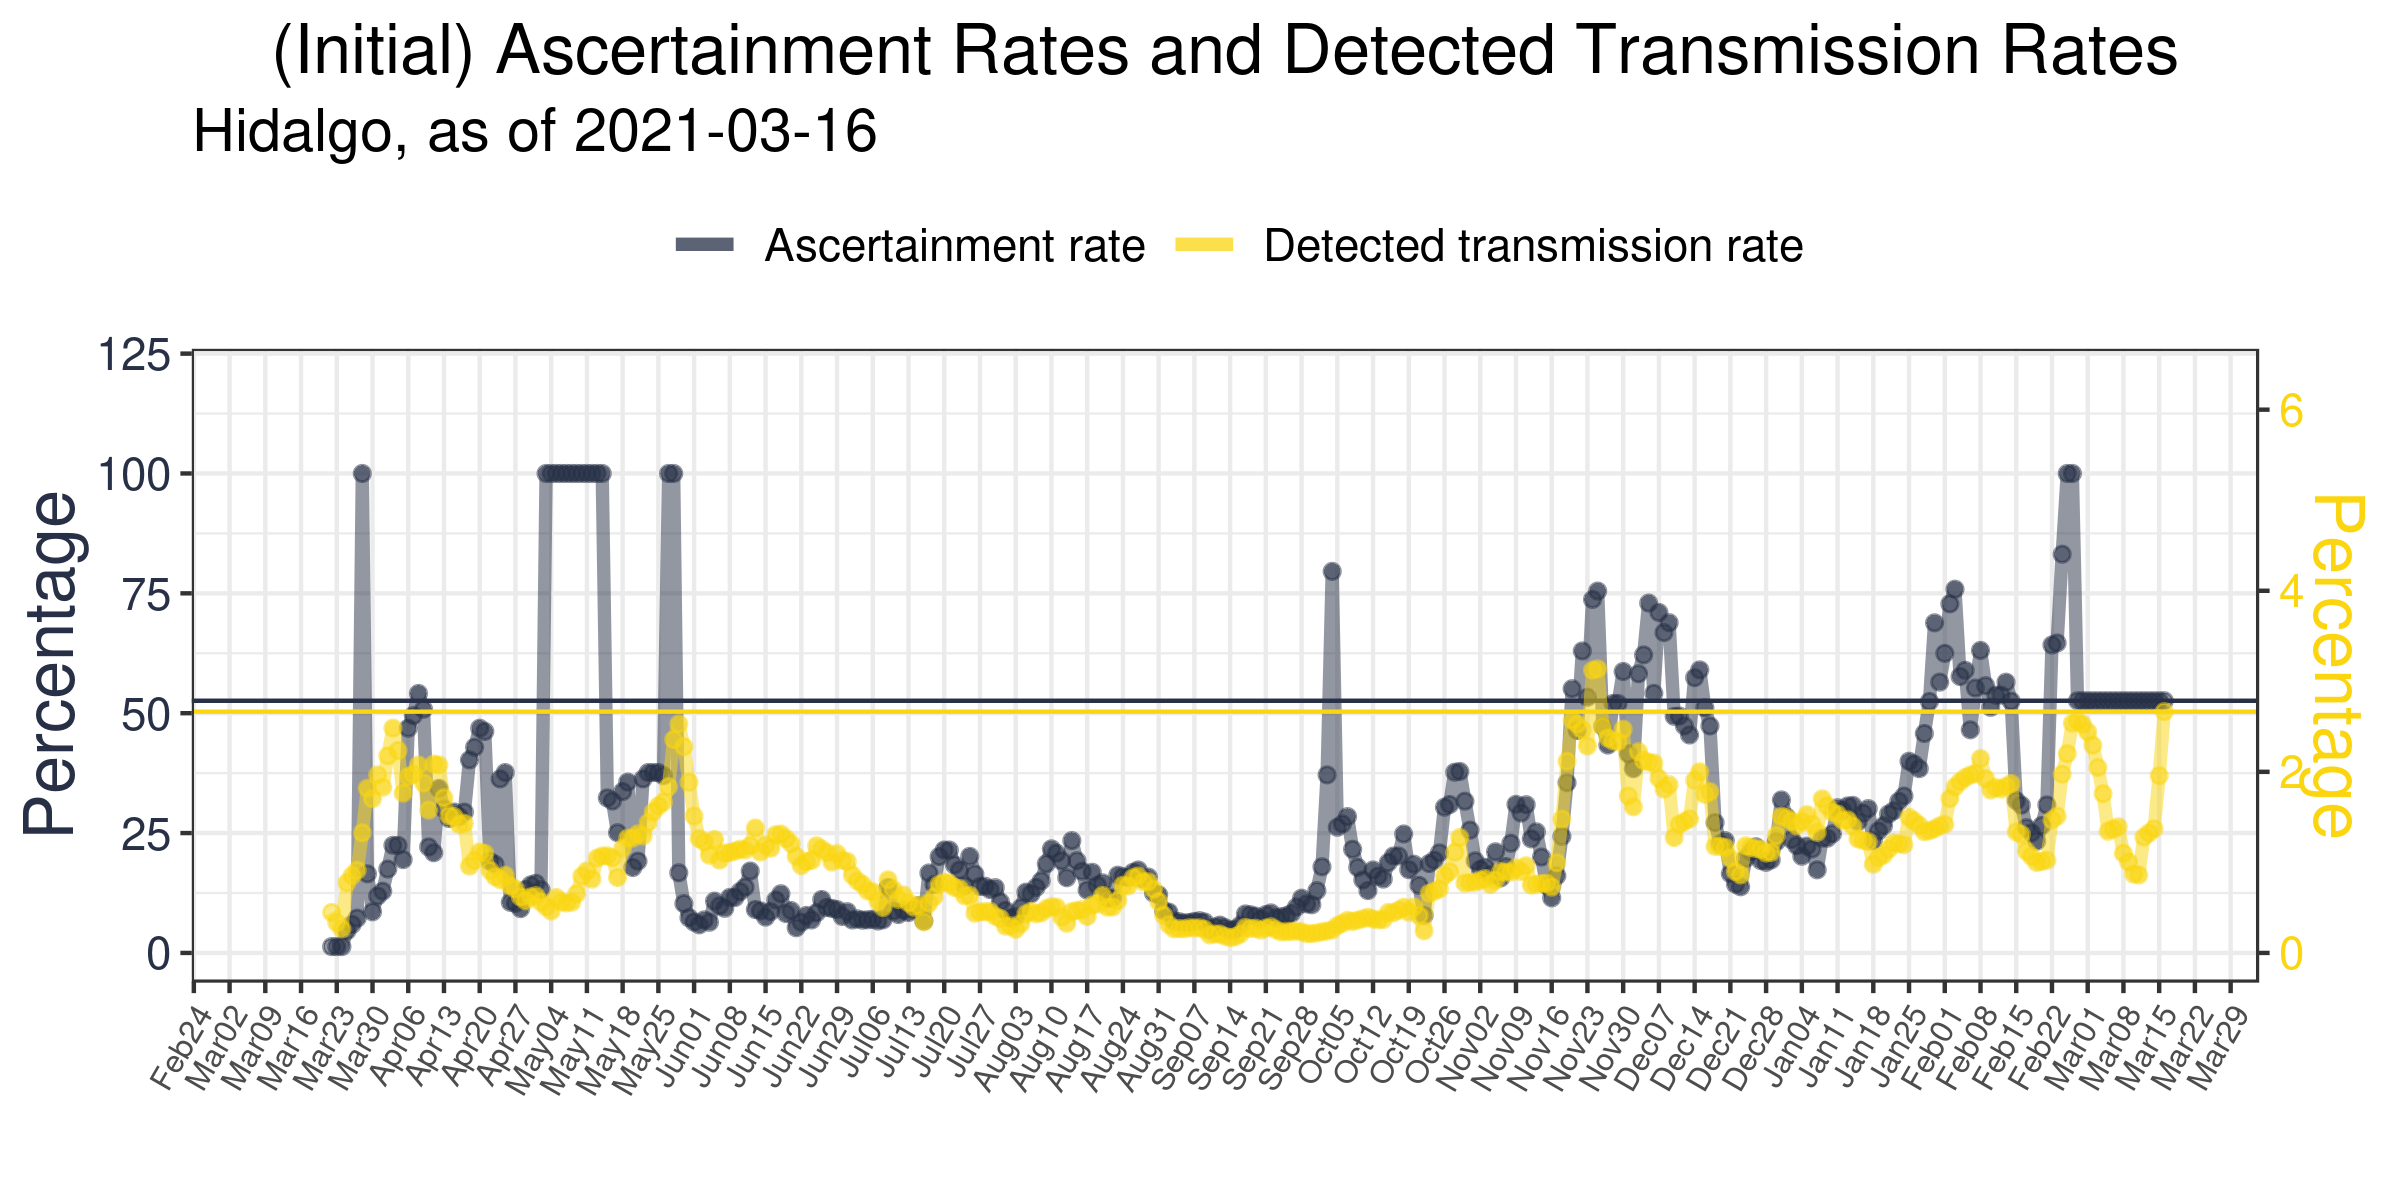 (Initial) Ascertainment Rates and Detected Transmission Rates
Hidalgo, as of 2021-03-16
Ascertainment rate
Detected transmission rate
Percentage
125
100
75
50
25
0
6
4
2
0
Percentage
Feb24
Mar02
Mar09
Mar16
Mar23
Mar30
Apr06
Apr13
Apr20
Apr27
May04
May11
May18
May25
Jun01
Jun08
Jun15
Jun22
Jun29
Jul06
Jul13
Jul20
Jul27
Aug03
Aug10
Aug17
Aug24
Aug31
Sep07
Sep14
Sep21
Sep28
Oct05
Oct12
Oct19
Oct26
Nov02
Nov09
Nov16
Nov23
Nov30
Dec07
Dec14
Dec21
Dec28
Jan04
Jan11
Jan18
Jan25
Feb01
Feb08
Feb15
Feb22
Mar01
Mar08
Mar15
Mar22
Mar29